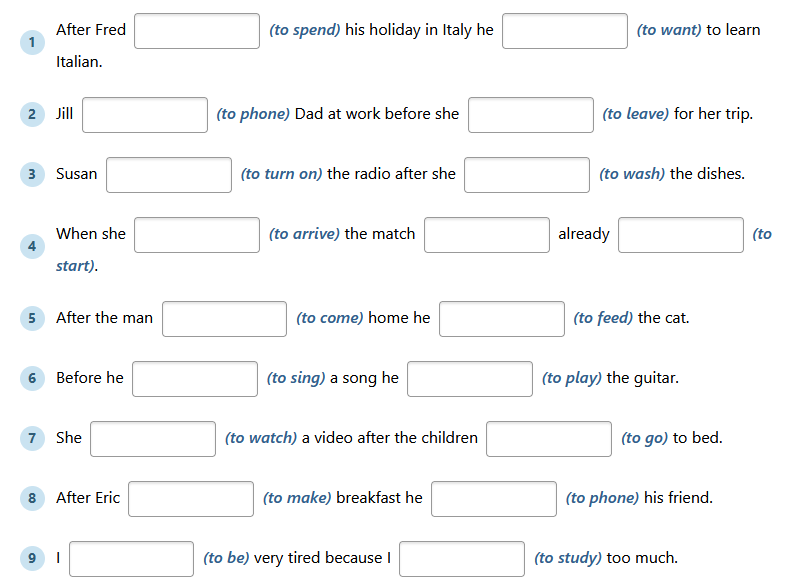 1 After Fred (to spend) his holiday in Italy he (to want) to learn
Italian.
2 Jill (to phone) Dad at work before she (to leave) for her trip.
3 Susan (to turn on) the radio after she (to wash) the dishes.
4 When she (to arrive) the match already (to
start).
5 After the man (to come) home he (to feed) the cat.
6 Before he (to sing) a song he (to play) the guitar.
7 She (to watch) a video after the children (to go) to bed.
8 After Eric (to make) breakfast he (to phone) his friend.
9 I (to be) very tired because I (to study) too much.